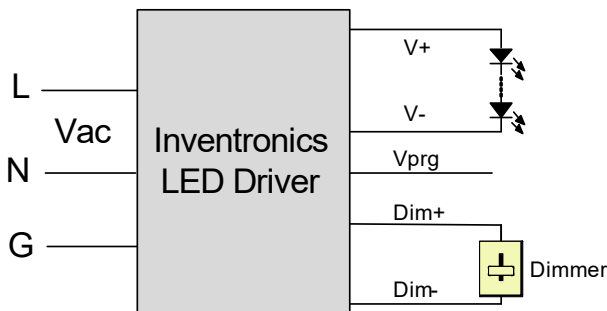 L
Vac
N
G
Inventronics
LED Driver
V+
V-
Vprg
Dim+
Dim-
Dimmer